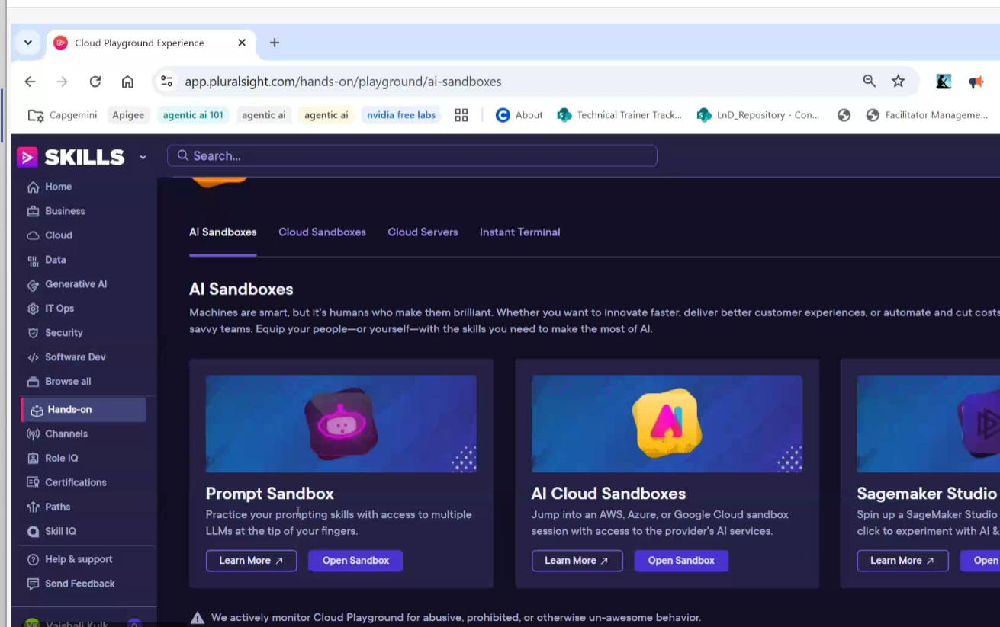 Cloud Playground Experience
app.pluralsight.com/hands-on/playground/ai-sandboxes
Capgemini Apigee agentic ai 101 agentic ai agentic ai nvidia free labs About Technical Trainer Track... LnD_Repository - Con... Facilitator Manageme...
SKILLS Search...
Home
Business
Cloud
Data
Generative AI
IT Ops
Security
Software Dev
Browse all
Hands-on
Channels
Role IQ
Certifications
Paths
Skill IQ
Help & support
Send Feedback
VK Vaishali Kulk
AI Sandboxes Cloud Sandboxes Cloud Servers Instant Terminal
AI Sandboxes
Machines are smart, but it's humans who make them brilliant. Whether you want to innovate faster, deliver better customer experiences, or automate and cut costs
savvy teams. Equip your people—or yourself—with the skills you need to make the most of AI.
Prompt Sandbox
Practice your prompting skills with access to multiple
LLMs at the tip of your fingers.
Learn More Open Sandbox
AI Cloud Sandboxes
Jump into an AWS, Azure, or Google Cloud sandbox
session with access to the provider's AI services.
Learn More Open Sandbox
Sagemaker Studio
Spin up a SageMaker Studio
click to experiment with AI &
Learn More Open
We actively monitor Cloud Playground for abusive, prohibited, or otherwise un-awesome behavior.